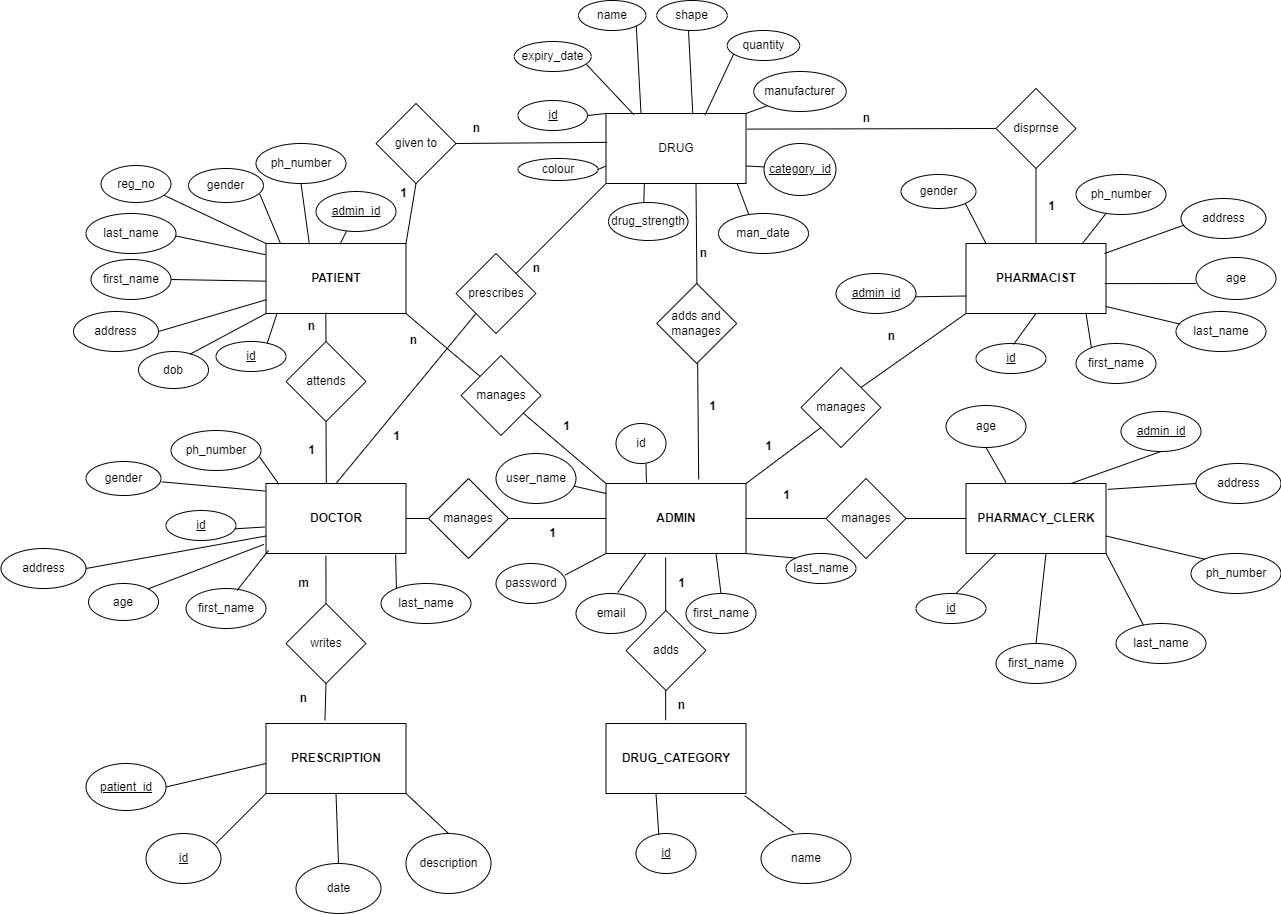 name
shape
quantity
expiry_date
manufacturer
id
n
given to
n
disprnse
DRUG
colour
category_id
ph_number
reg_no
gender
1
admin_id
drug_strength
man_date
gender
ph_number
1
address
last_name
first_name
PATIENT
n
n
prescribes
PHARMACIST
age
admin_id
address
n
adds and
manages
last_name
n
n
id
dob
id
first_name
attends
manages
manages
1
1
1
1
1
age
admin_id
id
ph_number
gender
user_name
address
1
id
DOCTOR
manages
ADMIN
manages
PHARMACY_CLERK
1
address
last_name
ph_number
m
password
1
age
first_name
last_name
email
first_name
id
writes
adds
last_name
first_name
n
n
PRESCRIPTION
DRUG_CATEGORY
patient_id
id
description
id
name
date